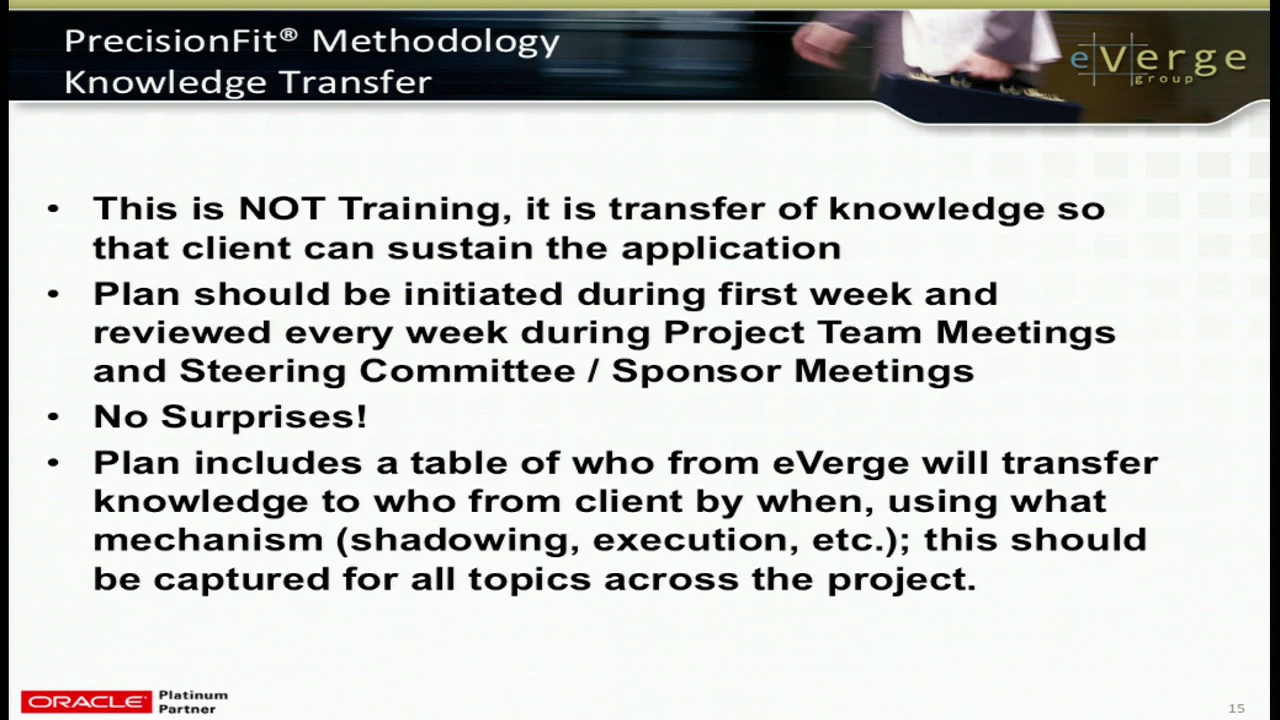 PrecisionFit® Methodology
Knowledge Transfer
eVerge
group
• This is NOT Training, it is transfer of knowledge so
that client can sustain the application
• Plan should be initiated during first week and
reviewed every week during Project Team Meetings
and Steering Committee / Sponsor Meetings
• No Surprises!
• Plan includes a table of who from eVerge will transfer
knowledge to who from client by when, using what
mechanism (shadowing, execution, etc.); this should
be captured for all topics across the project.
ORACLE® Platinum
Partner
15